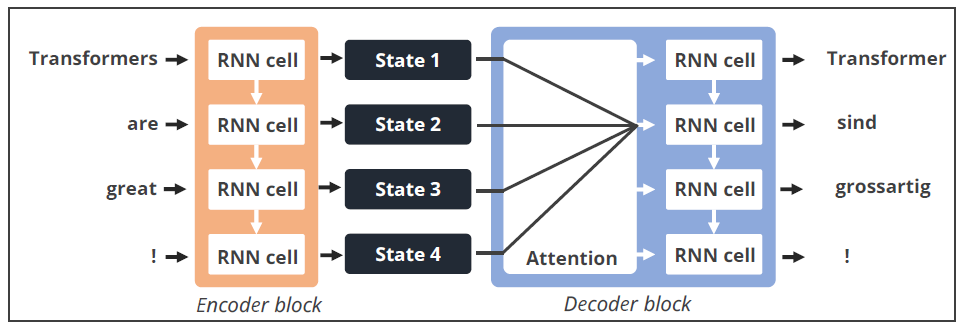 Transformers RNN cell State 1 RNN cell Transformer
are RNN cell State 2 RNN cell sind
great RNN cell State 3 RNN cell grossartig
! RNN cell State 4 Attention RNN cell !
Encoder block Decoder block